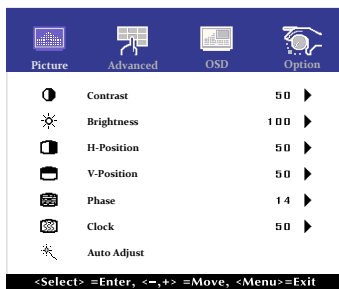 Picture Advanced OSD Option
Contrast 50
Brightness 100
H-Position 50
V-Position 50
Phase 14
Clock 50
Auto Adjust
<Select> =Enter, <−,+> =Move, <Menu>=Exit